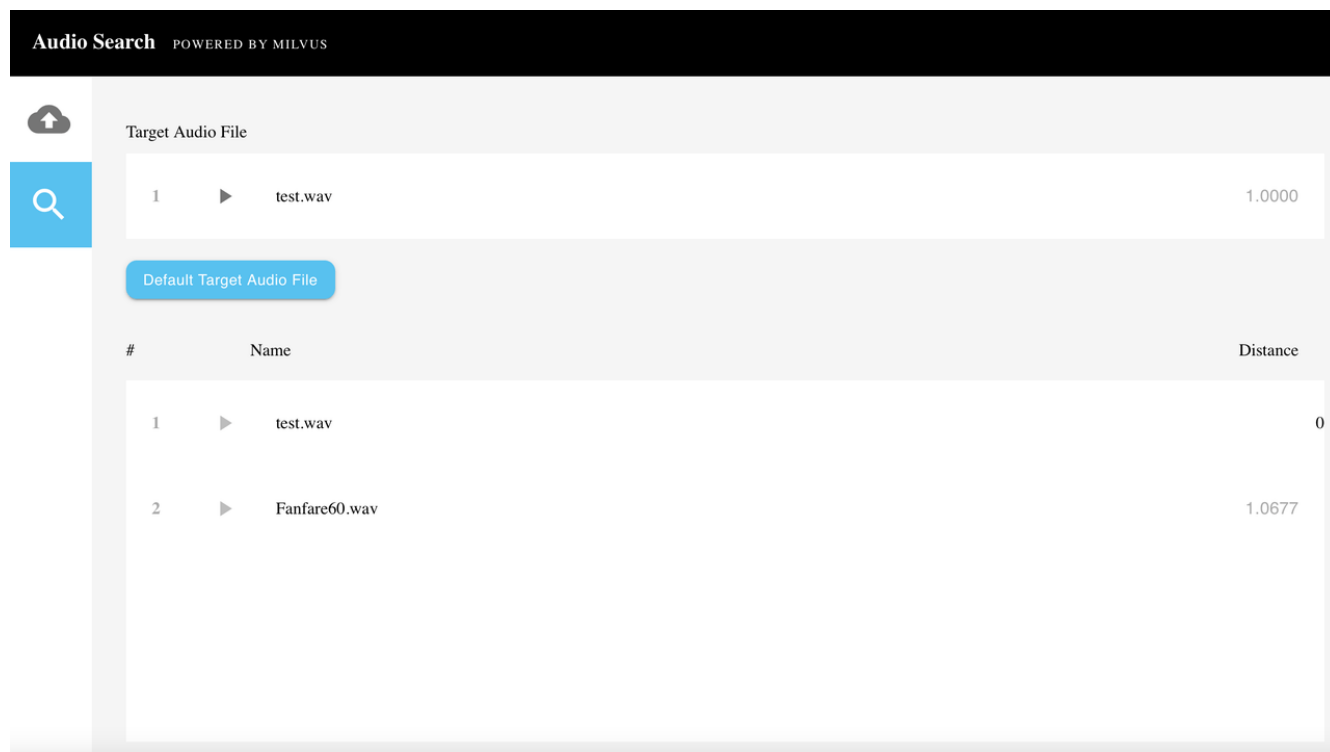 Audio Search POWERED BY MILVUS
Target Audio File
1 test.wav 1.0000
Default Target Audio File
# Name Distance
1 test.wav 0
2 Fanfare60.wav 1.0677